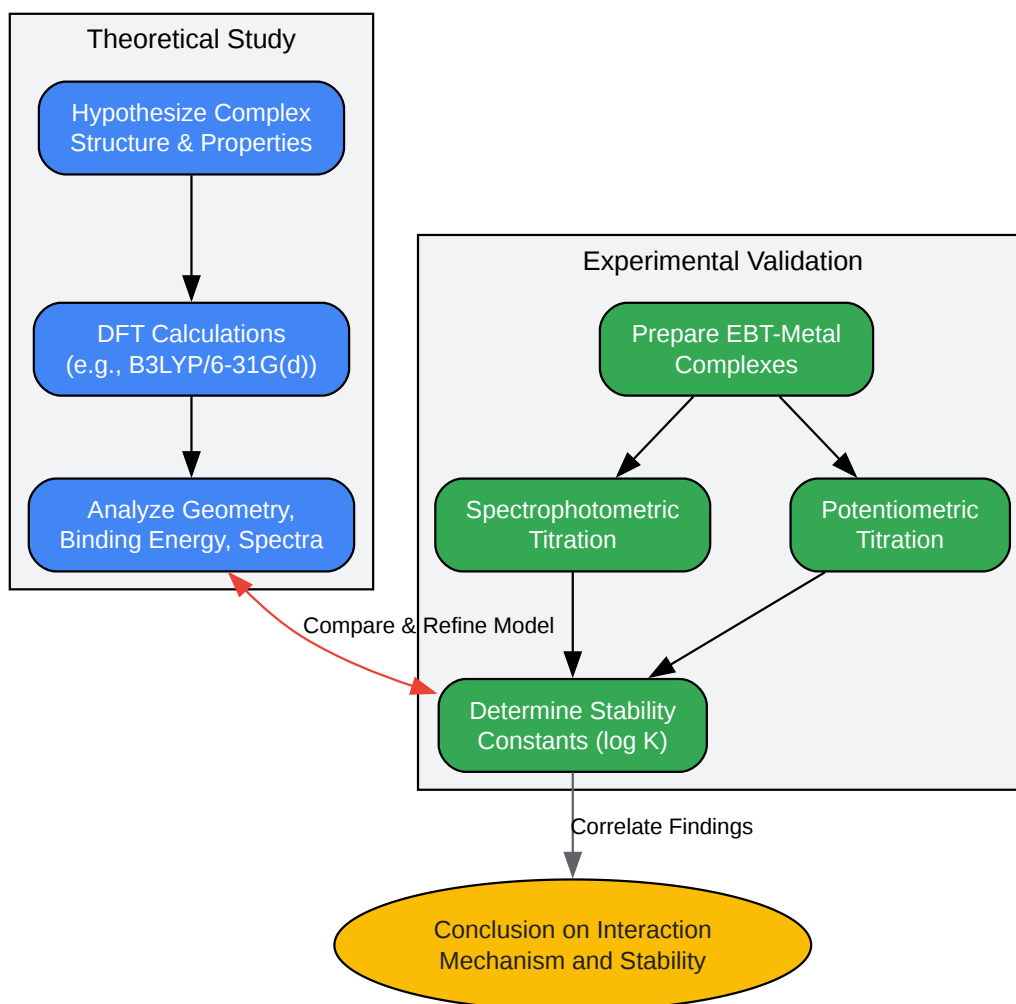 Theoretical Study
Hypothesize Complex
Structure & Properties
DFT Calculations
(e.g., B3LYP/6-31G(d))
Analyze Geometry,
Binding Energy, Spectra
Compare & Refine Model
Experimental Validation
Prepare EBT-Metal
Complexes
Spectrophotometric
Titration
Potentiometric
Titration
Determine Stability
Constants (log K)
Correlate Findings
Conclusion on Interaction
Mechanism and Stability